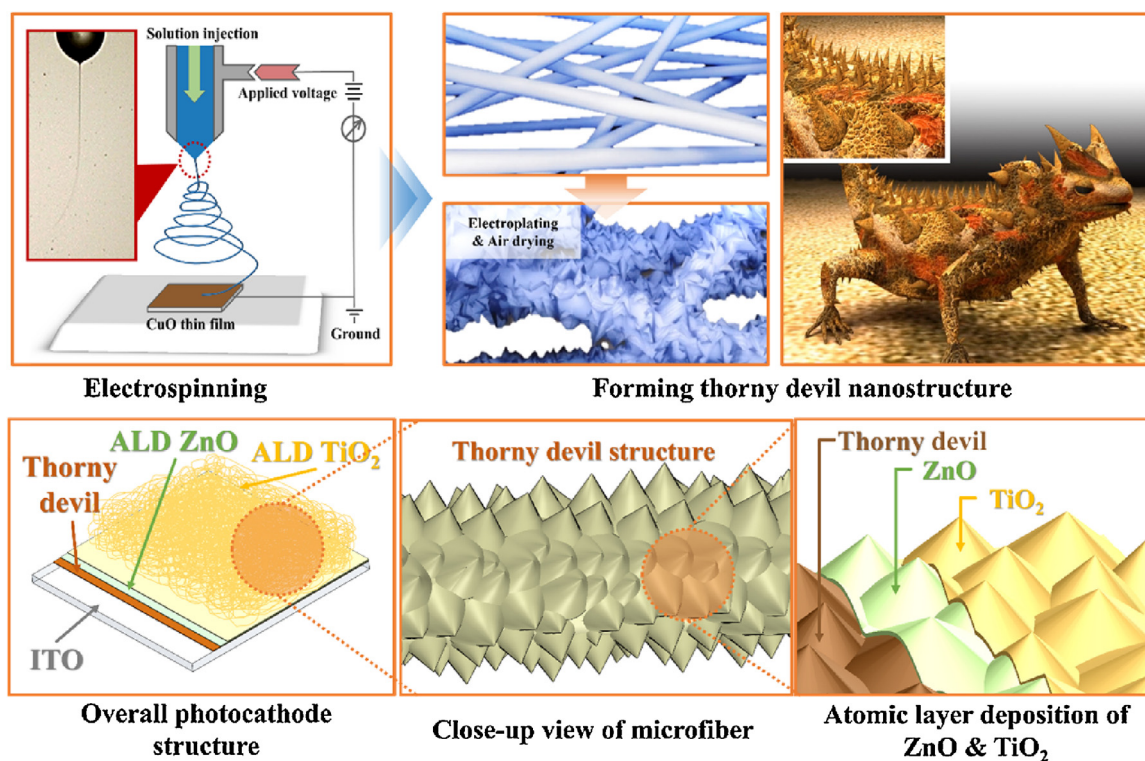 Solution injection
Applied voltage
CuO thin film
Ground
Electrospinning
Electroplating
& Air drying
Forming thorny devil nanostructure
ALD ZnO
ALD TiO₂
Thorny
devil
ITO
Overall photocathode
structure
Thorny devil structure
Close-up view of microfiber
Thorny devil
ZnO
TiO₂
Atomic layer deposition of
ZnO & TiO₂